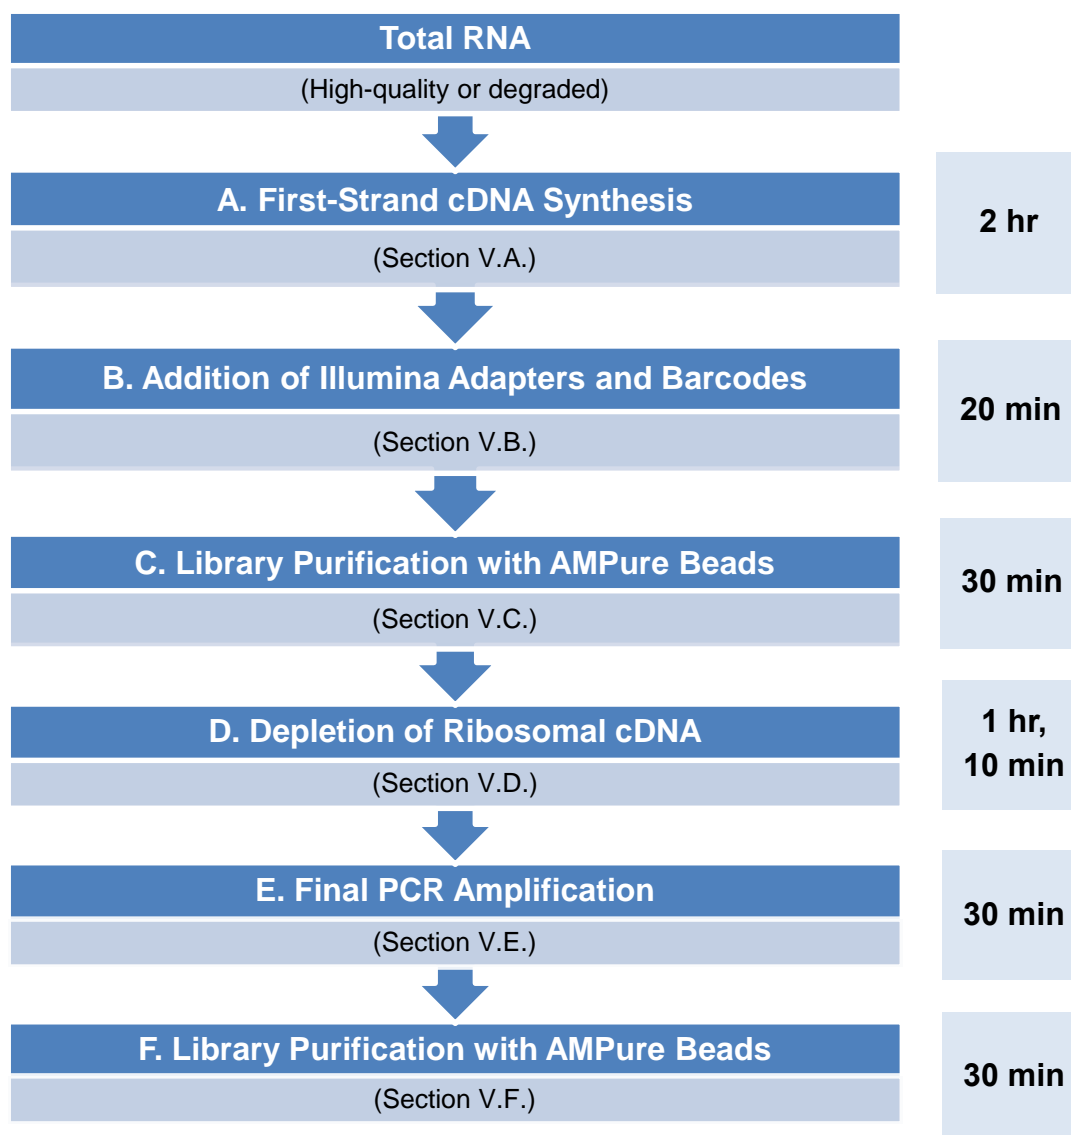 Total RNA
(High-quality or degraded)
A. First-Strand cDNA Synthesis
(Section V.A.)
2 hr
B. Addition of Illumina Adapters and Barcodes
(Section V.B.)
20 min
C. Library Purification with AMPure Beads
(Section V.C.)
30 min
D. Depletion of Ribosomal cDNA
(Section V.D.)
1 hr,
10 min
E. Final PCR Amplification
(Section V.E.)
30 min
F. Library Purification with AMPure Beads
(Section V.F.)
30 min